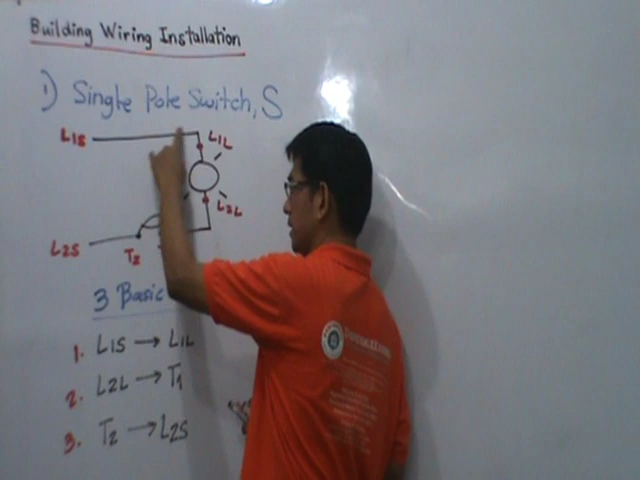 Building Wiring Installation
1) Single Pole Switch, S
L1S
L1L
L2L
L2S
T2
3 Basic
1. L1S → L1L
2. L2L → T1
3. T2 → L2S